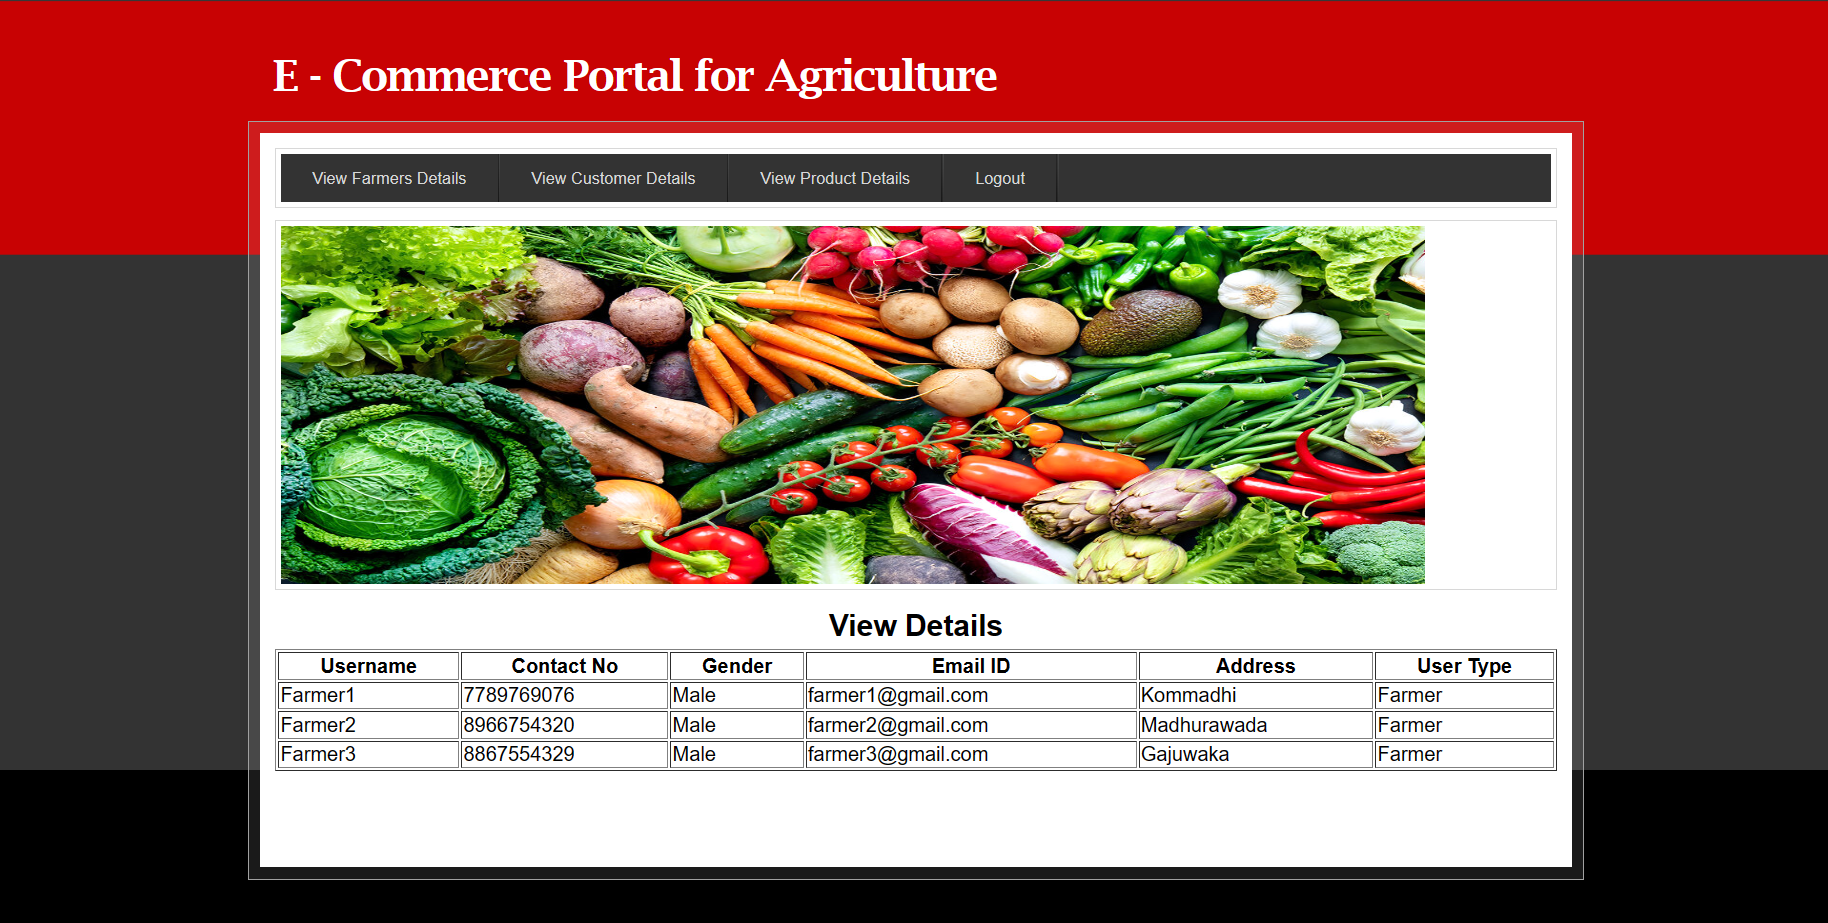 E - Commerce Portal for Agriculture
View Farmers Details View Customer Details View Product Details Logout
View Details
Username Contact No Gender Email ID Address User Type
Farmer1 7789769076 Male farmer1@gmail.com Kommadhi Farmer
Farmer2 8966754320 Male farmer2@gmail.com Madhurawada Farmer
Farmer3 8867554329 Male farmer3@gmail.com Gajuwaka Farmer